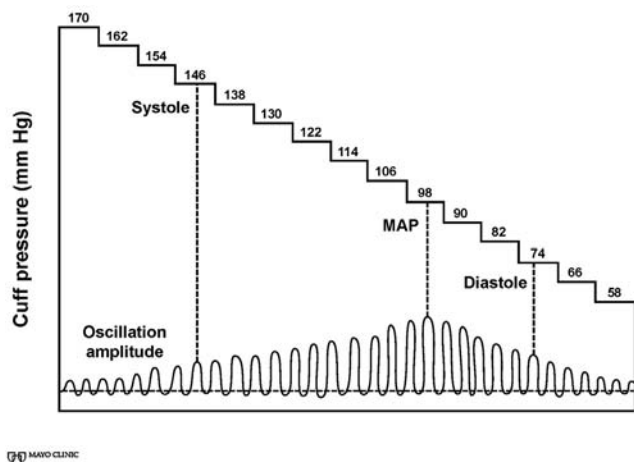 170
162
154
146
138
130
122
114
106
98
90
82
74
66
58
Systole
MAP
Diastole
Cuff pressure (mm Hg)
Oscillation
amplitude
MAYO CLINIC